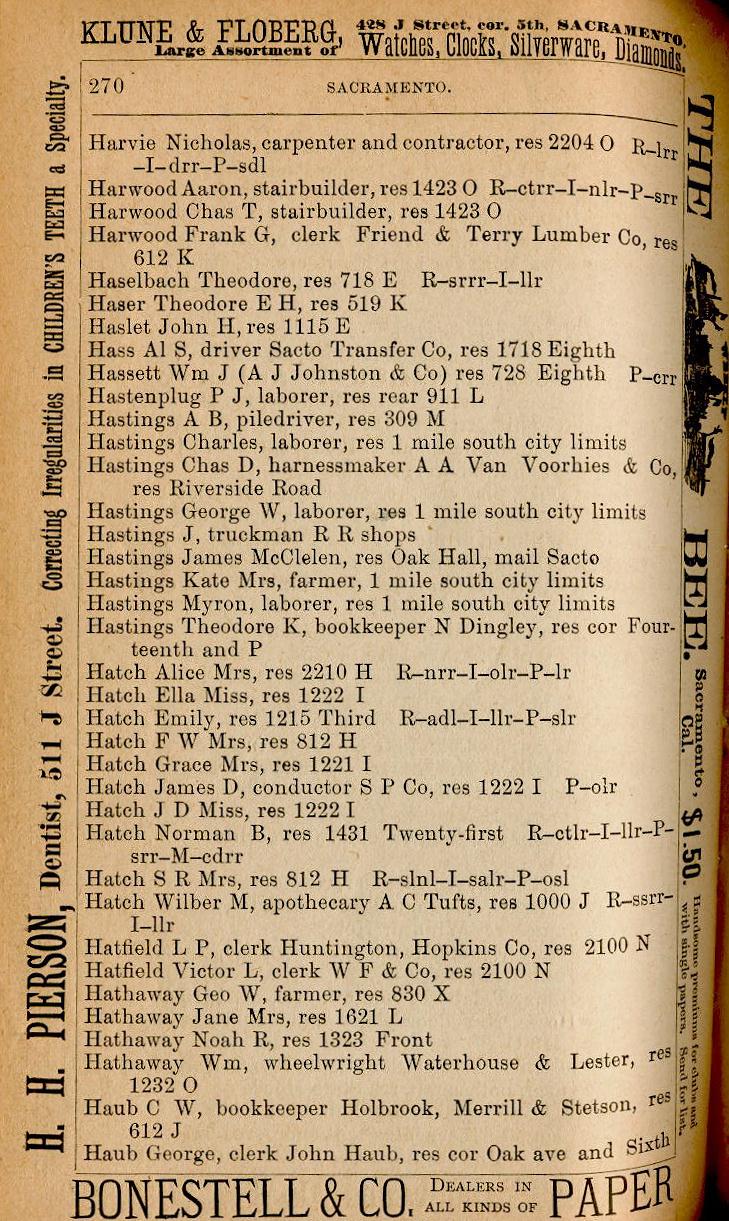 KLUNE & FLOBERG, 428 J Street, cor. 5th, SACRAMENTO,
Large Assortment of Watches, Clocks, Silverware, Diamonds.
270 SACRAMENTO.
Harvie Nicholas, carpenter and contractor, res 2204 O R–lrr
–I–drr–P–sdl
Harwood Aaron, stairbuilder, res 1423 O R–ctrr–I–nlr–P–srr
Harwood Chas T, stairbuilder, res 1423 O
Harwood Frank G, clerk Friend & Terry Lumber Co, res
612 K
Haselbach Theodore, res 718 E R–srrr–I–llr
Haser Theodore E H, res 519 K
Haslet John H, res 1115 E
Hass Al S, driver Sacto Transfer Co, res 1718 Eighth
Hassett Wm J (A J Johnston & Co) res 728 Eighth P–crr
Hastenplug P J, laborer, res rear 911 L
Hastings A B, piledriver, res 309 M
Hastings Charles, laborer, res 1 mile south city limits
Hastings Chas D, harnessmaker A A Van Voorhies & Co,
res Riverside Road
Hastings George W, laborer, res 1 mile south city limits
Hastings J, truckman R R shops
Hastings James McClelen, res Oak Hall, mail Sacto
Hastings Kate Mrs, farmer, 1 mile south city limits
Hastings Myron, laborer, res 1 mile south city limits
Hastings Theodore K, bookkeeper N Dingley, res cor Four-
teenth and P
Hatch Alice Mrs, res 2210 H R–nrr–I–olr–P–lr
Hatch Ella Miss, res 1222 I
Hatch Emily, res 1215 Third R–adl–I–llr–P–slr
Hatch F W Mrs, res 812 H
Hatch Grace Mrs, res 1221 I
Hatch James D, conductor S P Co, res 1222 I P–olr
Hatch J D Miss, res 1222 I
Hatch Norman B, res 1431 Twenty-first R–ctlr–I–llr–P–
srr–M–cdrr
Hatch S R Mrs, res 812 H R–slnl–I–salr–P–osl
Hatch Wilber M, apothecary A C Tufts, res 1000 J R–ssrr–
I–llr
Hatfield L P, clerk Huntington, Hopkins Co, res 2100 N
Hatfield Victor L, clerk W F & Co, res 2100 N
Hathaway Geo W, farmer, res 830 X
Hathaway Jane Mrs, res 1621 L
Hathaway Noah R, res 1323 Front
Hathaway Wm, wheelwright Waterhouse & Lester, res
1232 O
Haub C W, bookkeeper Holbrook, Merrill & Stetson, res
612 J
Haub George, clerk John Haub, res cor Oak ave and Sixth
BONESTELL & CO. DEALERS IN ALL KINDS OF PAPER
H. H. PIERSON, Dentist, 511 J Street. Correcting Irregularities in CHILDREN'S TEETH a Specialty.
THE BEE. Sacramento, Cal. $1.50. Handsome premiums for clubs and
with single papers. Send for list.